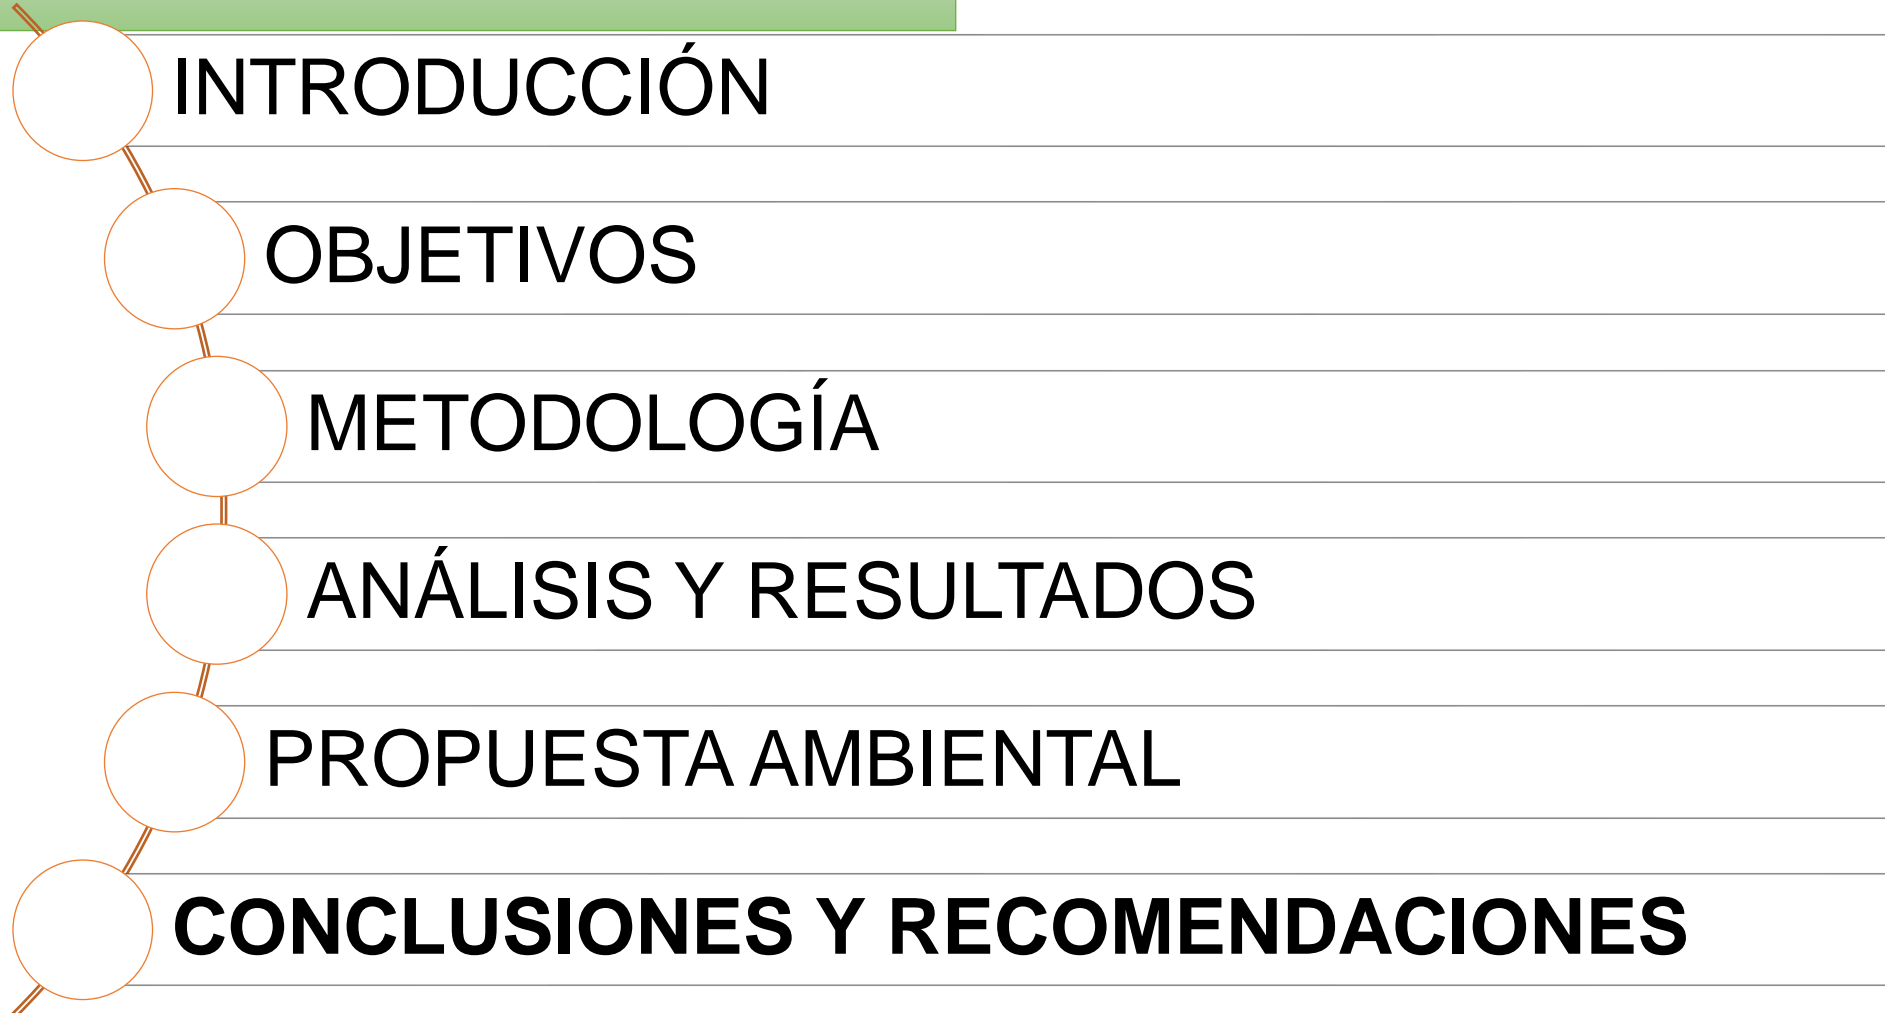 INTRODUCCIÓN
OBJETIVOS
METODOLOGÍA
ANÁLISIS Y RESULTADOS
PROPUESTA AMBIENTAL
CONCLUSIONES Y RECOMENDACIONES